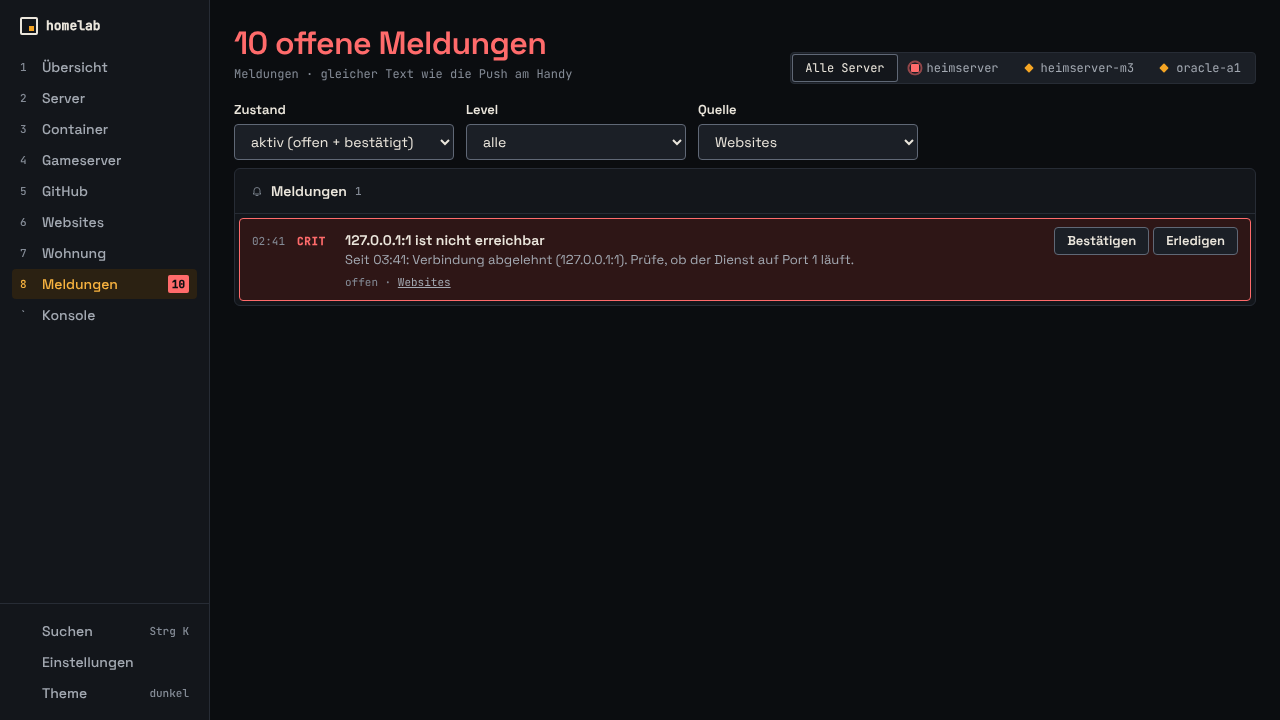 homelab
1 Übersicht
2 Server
3 Container
4 Gameserver
5 GitHub
6 Websites
7 Wohnung
8 Meldungen 10
` Konsole
Suchen Strg K
Einstellungen
Theme dunkel
10 offene Meldungen
Meldungen · gleicher Text wie die Push am Handy
Alle Server heimserver heimserver-m3 oracle-a1
Zustand Level Quelle
aktiv (offen + bestätigt) alle Websites
Meldungen 1
02:41 CRIT 127.0.0.1:1 ist nicht erreichbar Bestätigen Erledigen
Seit 03:41: Verbindung abgelehnt (127.0.0.1:1). Prüfe, ob der Dienst auf Port 1 läuft.
offen · Websites